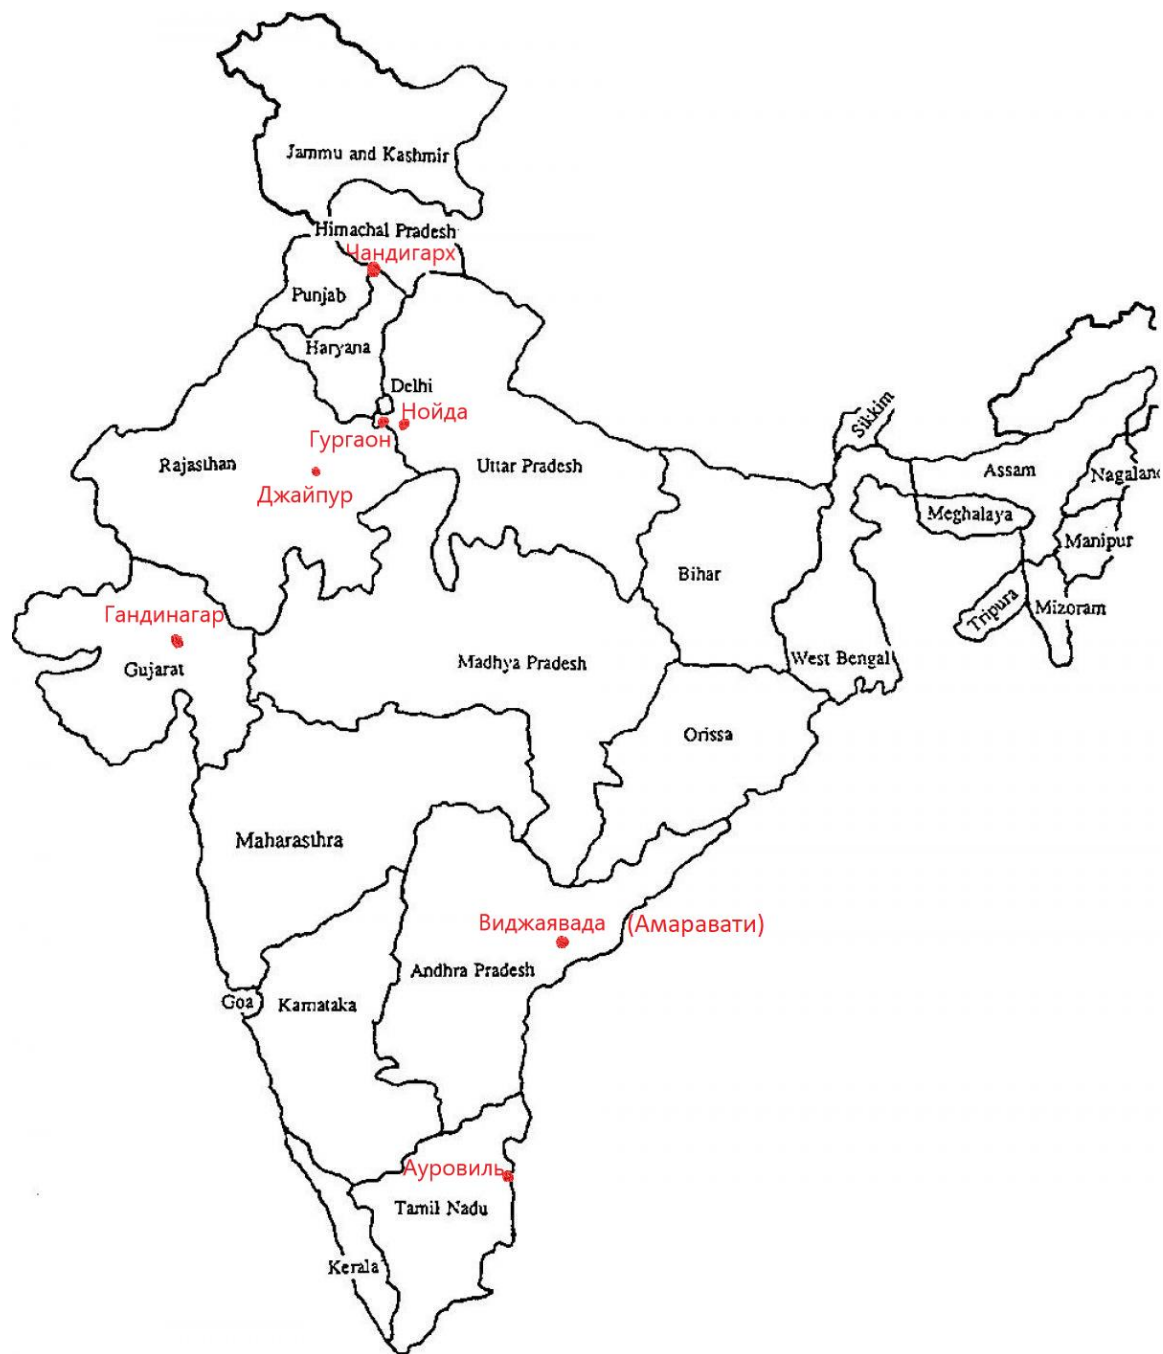 Jammu and Kashmir
Himachal Pradesh
Чандигарх
Punjab
Haryana
Delhi
Нойда
Гургаон
Rajasthan
Джайпур
Uttar Pradesh
Sikkim
Assam
Nagaland
Meghalaya
Manipur
Bihar
Tripura
Mizoram
Гандинагар
Gujarat
Madhya Pradesh
West Bengal
Orissa
Maharasthra
Виджаявада (Амаравати)
Andhra Pradesh
Goa
Karnataka
Ауровиль
Tamil Nadu
Kerala